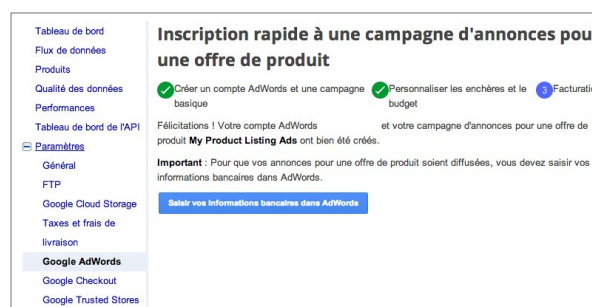 Tableau de bord
Flux de données
Produits
Qualité des données
Performances
Tableau de bord de l'API
Paramètres
Général
FTP
Google Cloud Storage
Taxes et frais de
livraison
Google AdWords
Google Checkout
Google Trusted Stores
Inscription rapide à une campagne d'annonces pou
une offre de produit
Créer un compte AdWords et une campagne
basique
Personnaliser les enchères et le
budget
3 Facturatio
Félicitations ! Votre compte AdWords et votre campagne d'annonces pour une offre de
produit My Product Listing Ads ont bien été créés.
Important : Pour que vos annonces pour une offre de produit soient diffusées, vous devez saisir vos
informations bancaires dans AdWords.
Saisir vos informations bancaires dans AdWords